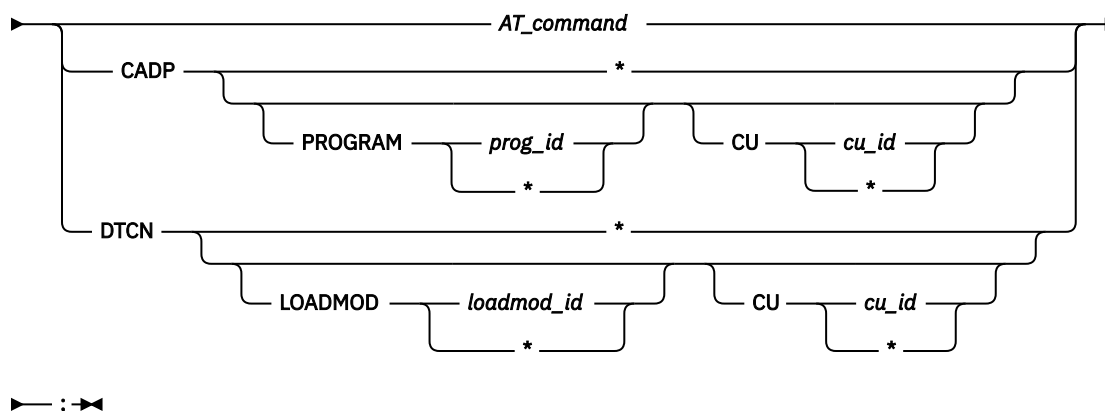 AT_command
CADP *
PROGRAM prog_id CU cu_id
* *
DTCN *
LOADMOD loadmod_id CU cu_id
* *
: